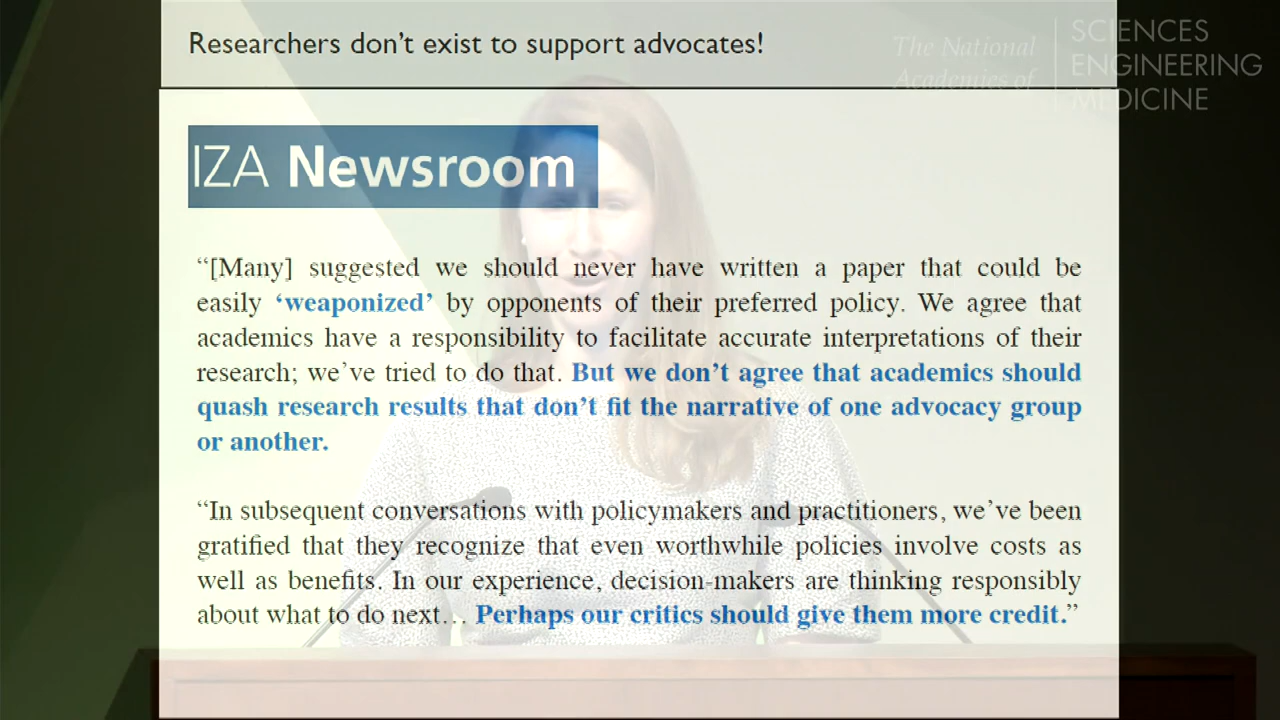 Researchers don't exist to support advocates!
The National
Academies of
SCIENCES
ENGINEERING
MEDICINE
IZA Newsroom
“[Many] suggested we should never have written a paper that could be
easily ‘weaponized’ by opponents of their preferred policy. We agree that
academics have a responsibility to facilitate accurate interpretations of their
research; we’ve tried to do that. But we don’t agree that academics should
quash research results that don’t fit the narrative of one advocacy group
or another.
“In subsequent conversations with policymakers and practitioners, we’ve been
gratified that they recognize that even worthwhile policies involve costs as
well as benefits. In our experience, decision-makers are thinking responsibly
about what to do next… Perhaps our critics should give them more credit.”